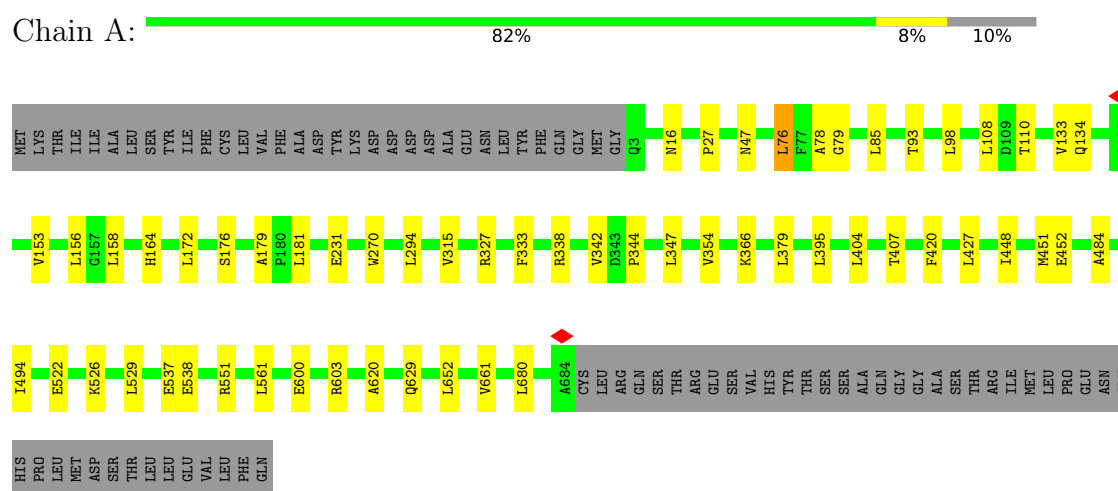 Chain A:
82% 8% 10%
MET LYS THR ILE ILE ALA LEU SER TYR ILE PHE CYS LEU VAL PHE ALA ASP TYR LYS ASP ASP ASP ASP ALA GLU ASN LEU TYR PHE GLN GLY MET GLY Q3 N16 P27 N47 L76 F77 A78 G79 L85 T93 L98 L108 D109 T110 V133 Q134
V153 L156 G157 L158 H164 L172 S176 A179 P180 L181 E231 W270 L294 V315 R327 F333 R338 V342 D343 P344 L347 V354 K366 L379 L395 L404 T407 F420 L427 I448 M451 E452 A484
I494 E522 K526 L529 E537 E538 R551 L561 E600 R603 A620 Q629 L652 V661 L680 A684 CYS LEU ARG GLN SER THR ARG GLU SER VAL HIS TYR THR SER SER ALA GLN GLY GLY ALA SER THR ARG ILE MET LEU PRO GLU ASN
HIS PRO LEU MET ASP SER THR LEU LEU GLU VAL LEU PHE GLN